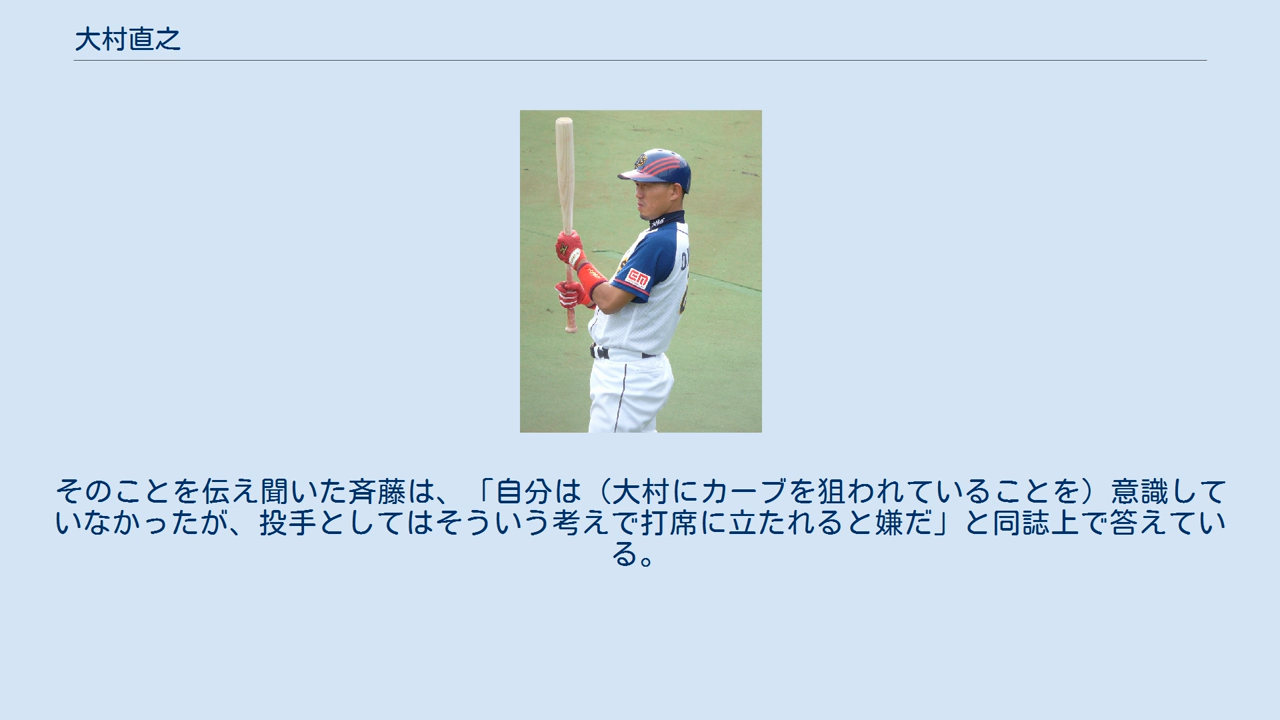 大村直之
そのことを伝え聞いた斉藤は、「自分は（大村にカーブを狙われていることを）意識して
いなかったが、投手としてはそういう考えで打席に立たれると嫌だ」と同誌上で答えてい
る。